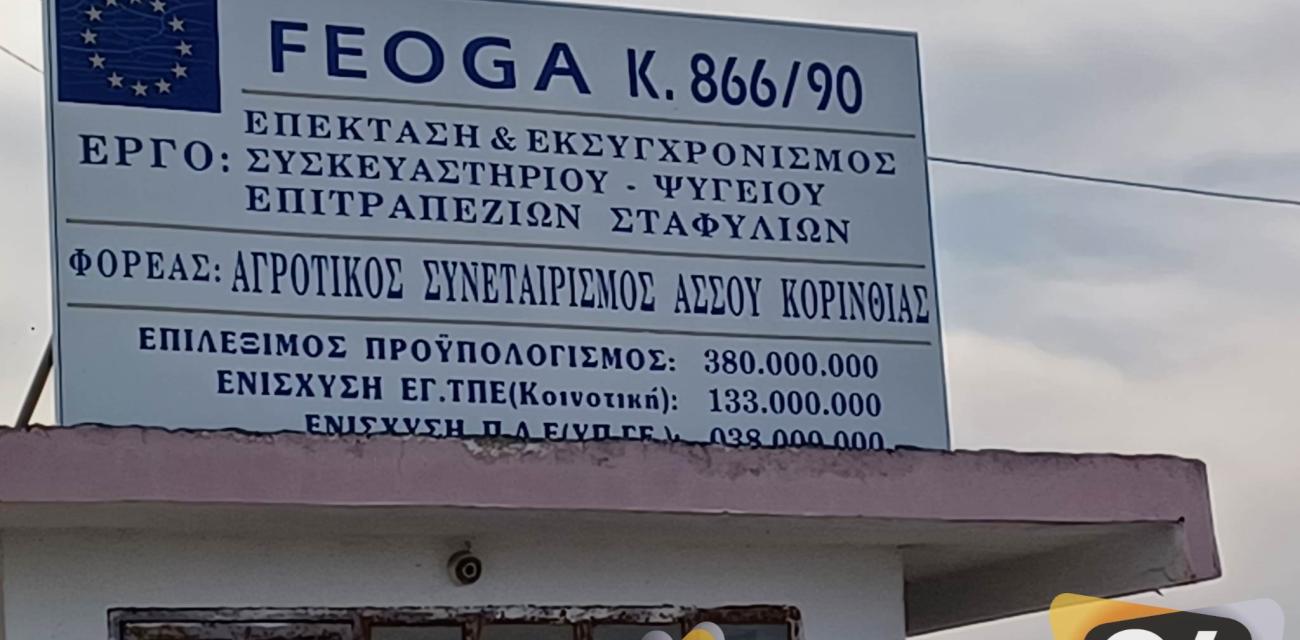 FEOGA Κ. 866/90
ΕΡΓΟ: ΕΠΕΚΤΑΣΗ & ΕΚΣΥΓΧΡΟΝΙΣΜΟΣ
ΣΥΣΚΕΥΑΣΤΗΡΙΟΥ - ΨΥΓΕΙΟΥ
ΕΠΙΤΡΑΠΕΖΙΩΝ ΣΤΑΦΥΛΙΩΝ
ΦΟΡΕΑΣ: ΑΓΡΟΤΙΚΟΣ ΣΥΝΕΤΑΙΡΙΣΜΟΣ ΑΣΣΟΥ ΚΟΡΙΝΘΙΑΣ
ΕΠΙΛΕΞΙΜΟΣ ΠΡΟΫΠΟΛΟΓΙΣΜΟΣ: 380.000.000
ΕΝΙΣΧΥΣΗ ΕΓ.ΤΠΕ(Κοινοτική): 133.000.000
ΕΝΙΣΧΥΣΗ 038.000.000